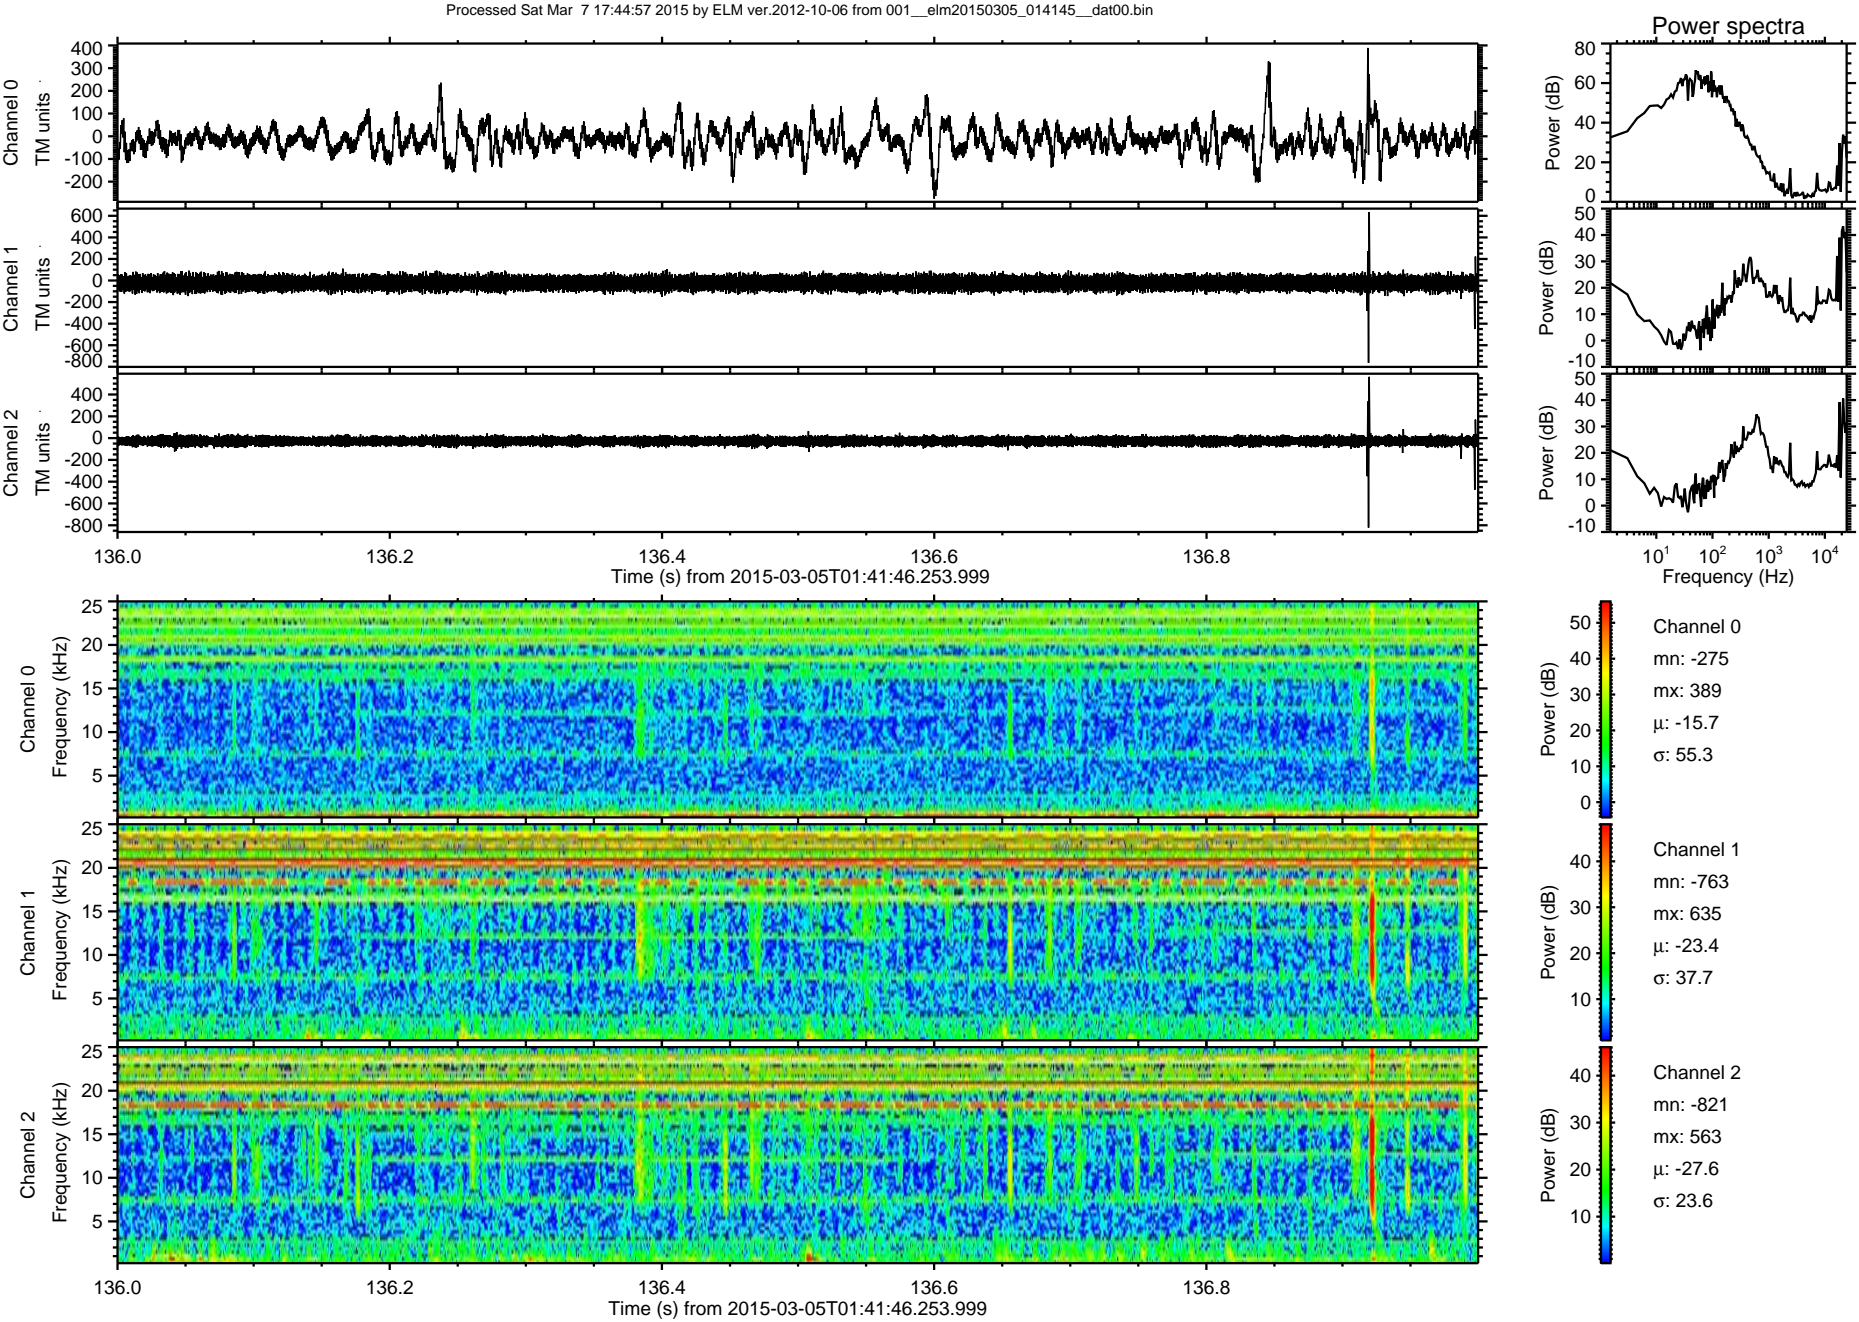 Processed Sat Mar 7 17:44:57 2015 by ELM ver.2012-10-06 from 001__elm20150305_014145__dat00.bin
Power spectra
Channel 0
TM units
400
300
200
100
0
-100
-200
Power (dB)
80
60
40
20
0
Channel 1
TM units
600
400
200
0
-200
-400
-600
-800
Power (dB)
50
40
30
20
10
0
-10
Channel 2
TM units
400
200
0
-200
-400
-600
-800
Power (dB)
50
40
30
20
10
0
-10
136.0 136.2 136.4 136.6 136.8
Time (s) from 2015-03-05T01:41:46.253.999
10¹ 10² 10³ 10⁴
Frequency (Hz)
Channel 0
Frequency (kHz)
25
20
15
10
5
Power (dB)
50
40
30
20
10
0
Channel 0
mn: -275
mx: 389
µ: -15.7
σ: 55.3
Channel 1
Frequency (kHz)
25
20
15
10
5
Power (dB)
40
30
20
10
Channel 1
mn: -763
mx: 635
µ: -23.4
σ: 37.7
Channel 2
Frequency (kHz)
25
20
15
10
5
Power (dB)
40
30
20
10
Channel 2
mn: -821
mx: 563
µ: -27.6
σ: 23.6
136.0 136.2 136.4 136.6 136.8
Time (s) from 2015-03-05T01:41:46.253.999